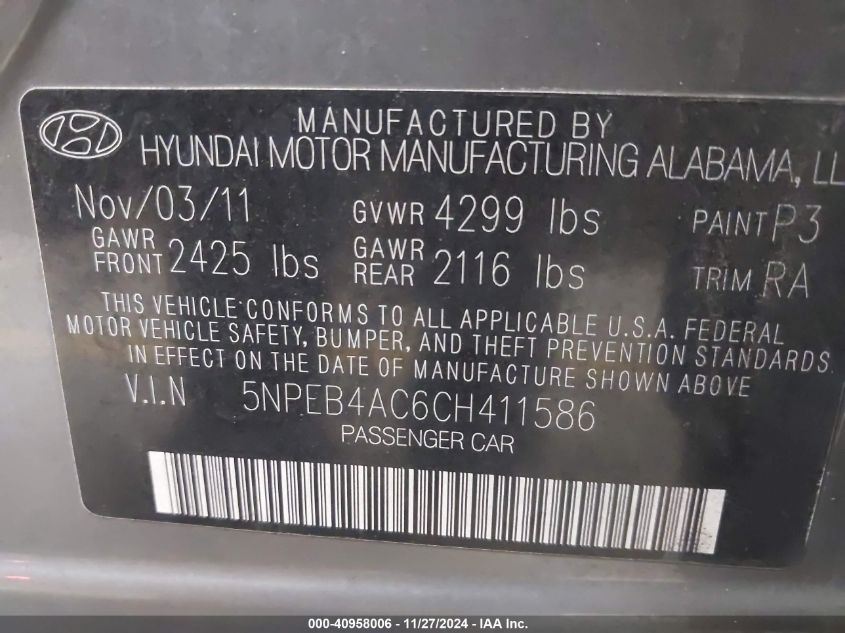 MANUFACTURED BY
HYUNDAI MOTOR MANUFACTURING ALABAMA, LL
Nov/03/11 GVWR 4299 lbs PAINT P3
GAWR FRONT 2425 lbs GAWR REAR 2116 lbs TRIM RA
THIS VEHICLE CONFORMS TO ALL APPLICABLE U.S.A. FEDERAL
MOTOR VEHICLE SAFETY, BUMPER, AND THEFT PREVENTION STANDARDS
IN EFFECT ON THE DATE OF MANUFACTURE SHOWN ABOVE
V.I.N 5NPEB4AC6CH411586
PASSENGER CAR
000-40958006 - 11/27/2024 - IAA Inc.